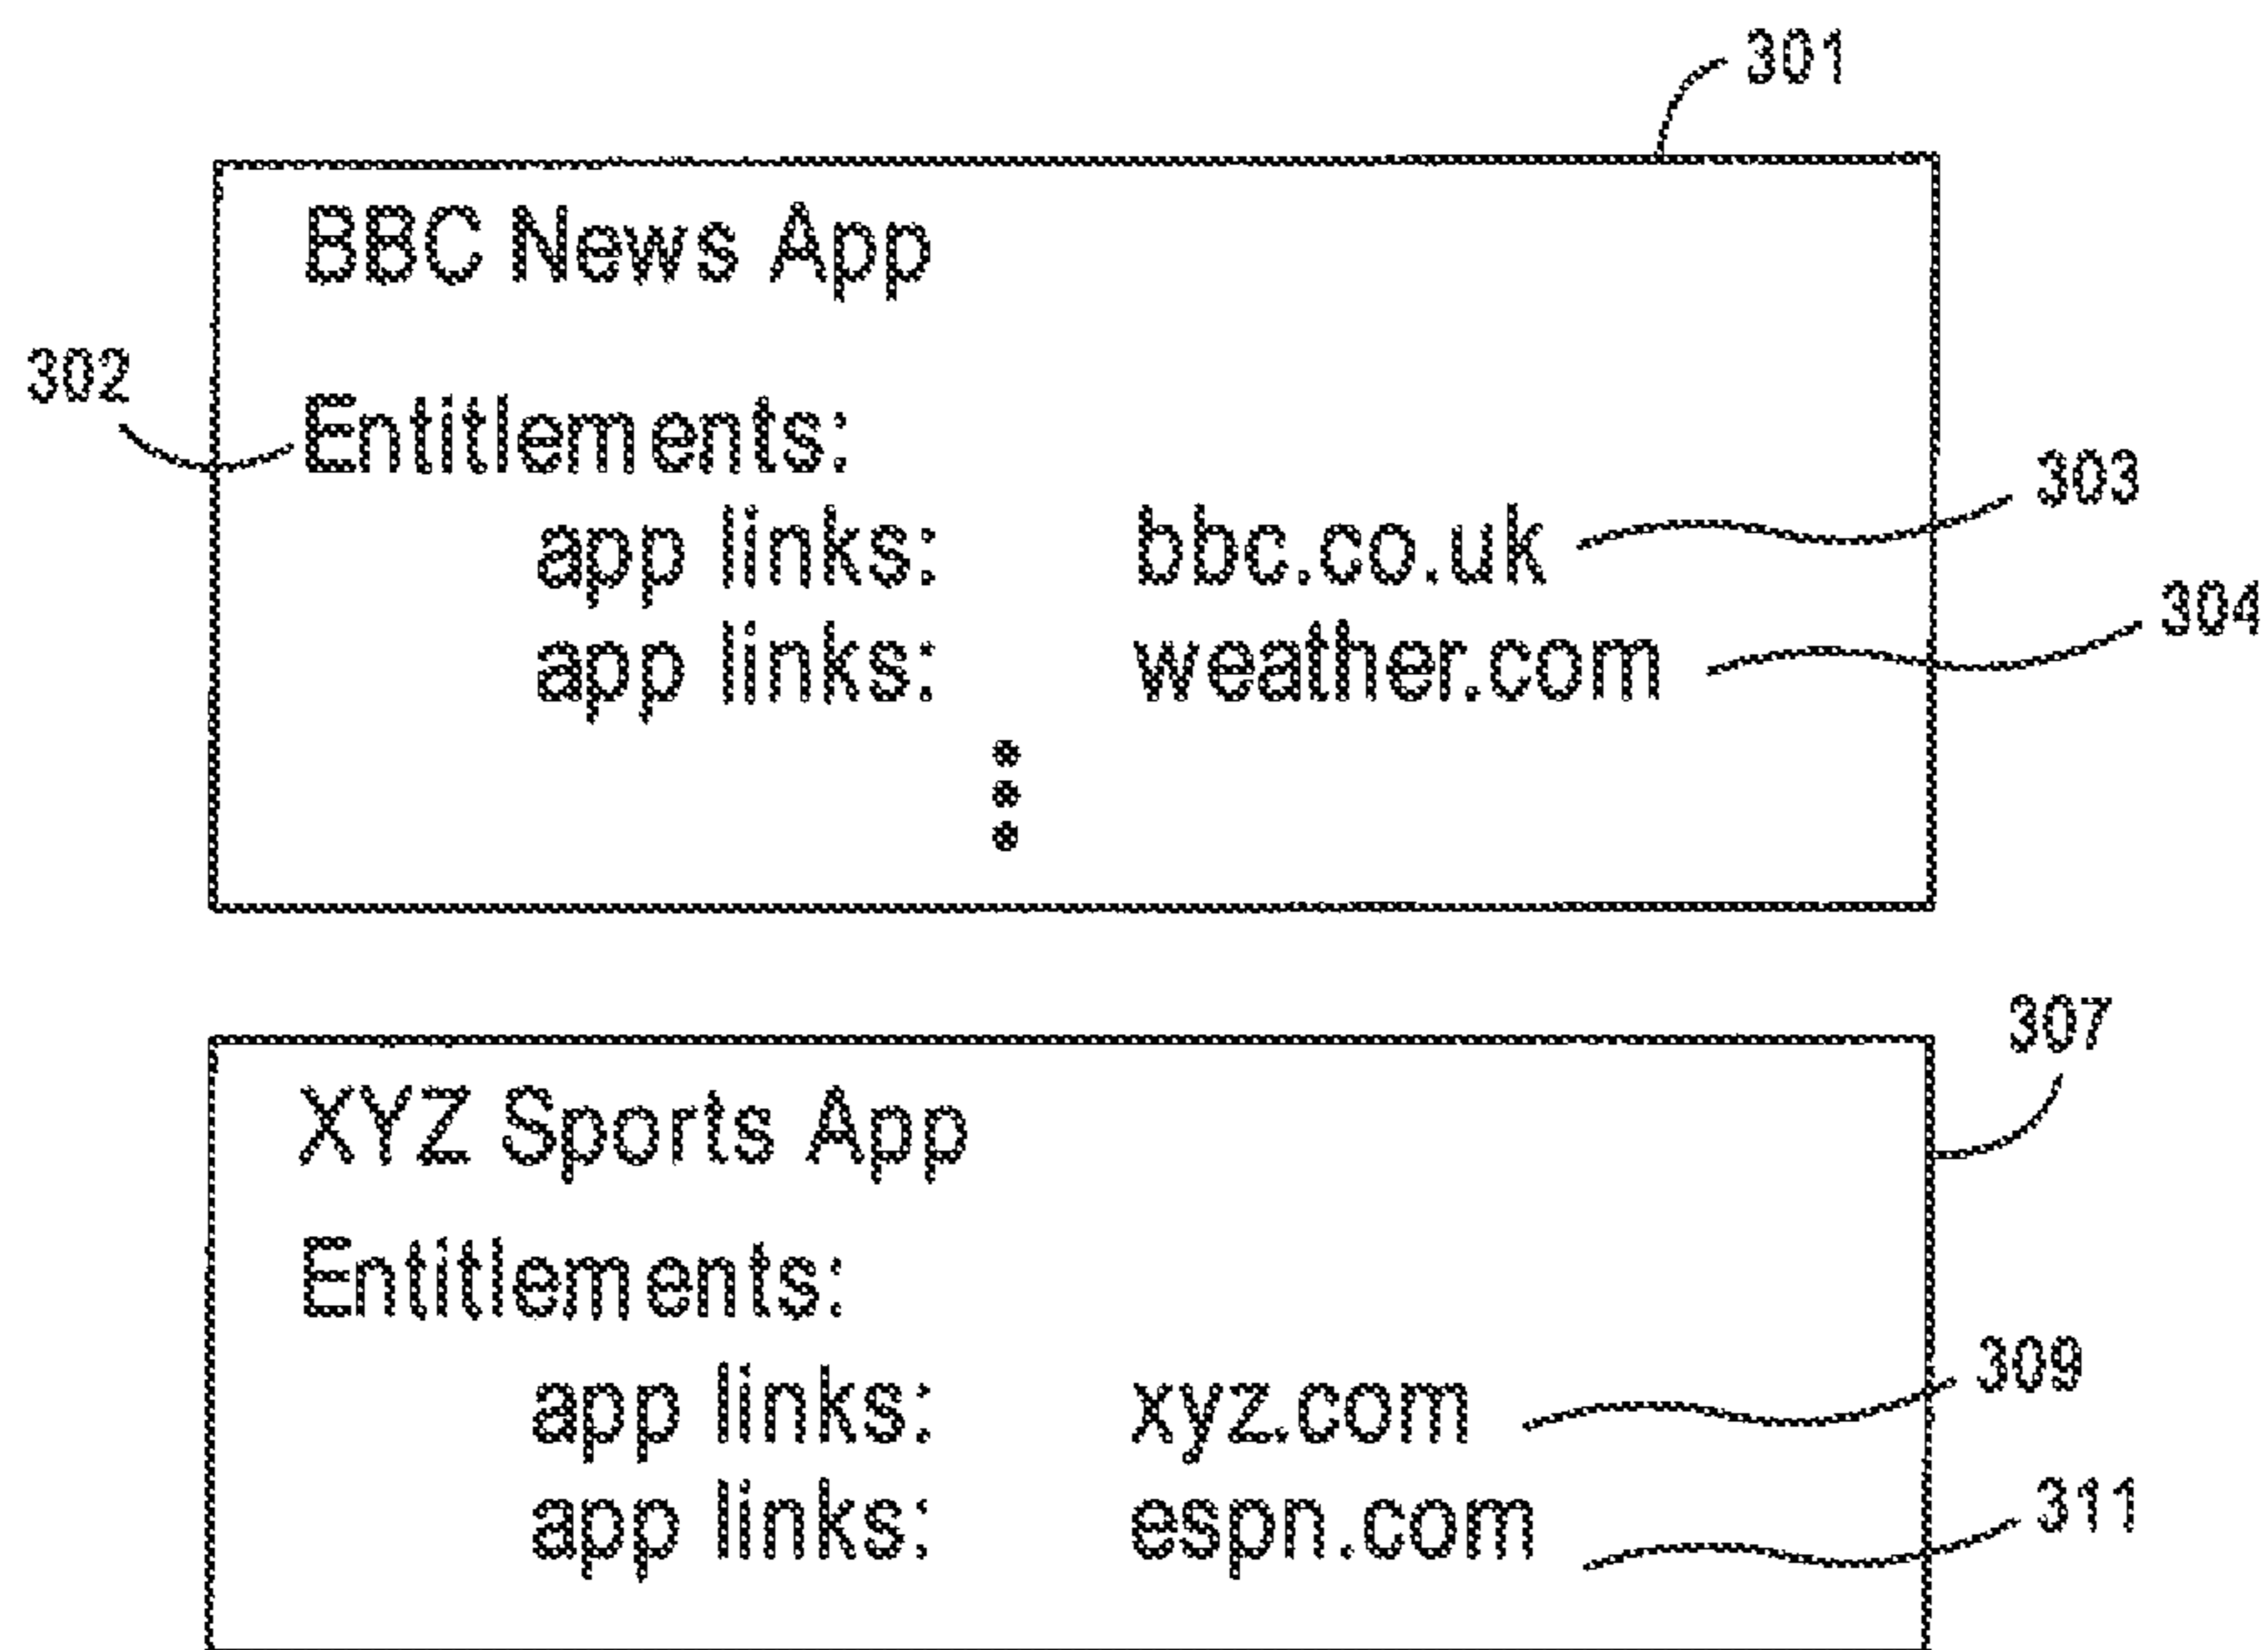 301
BBC News App
302
Entitlements:
app links: bbc.co.uk 303
app links: weather.com 304
307
XYZ Sports App
Entitlements:
app links: xyz.com 309
app links: espn.com 311